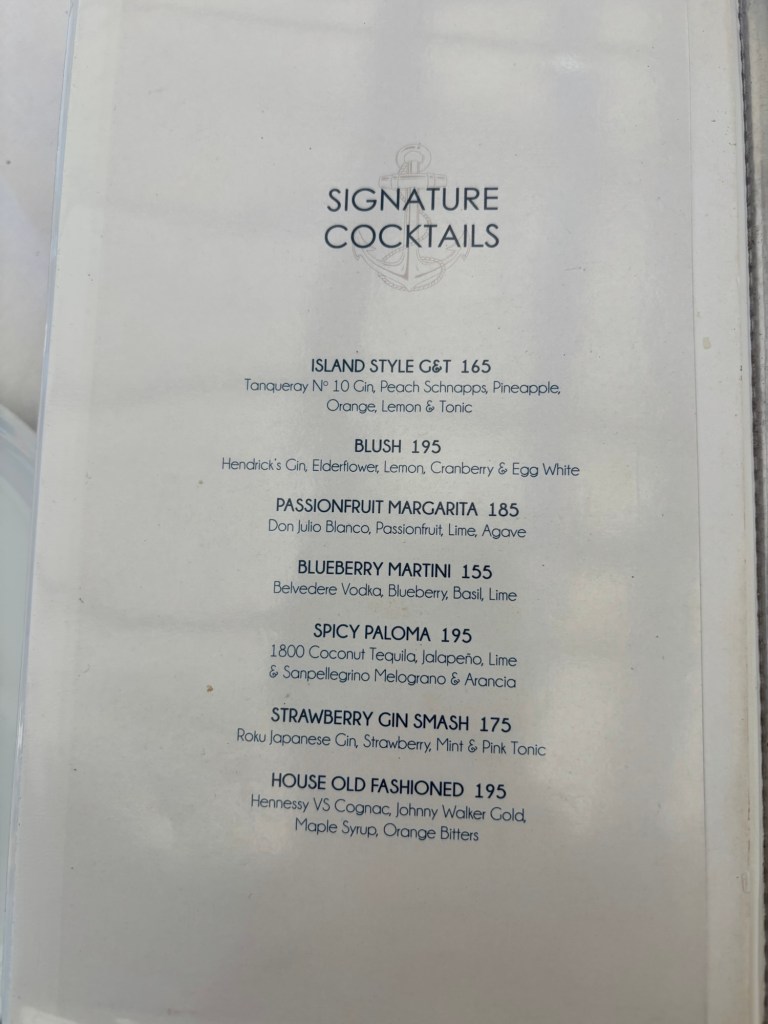 SIGNATURE
COCKTAILS
ISLAND STYLE G&T 165
Tanqueray Nº 10 Gin, Peach Schnapps, Pineapple,
Orange, Lemon & Tonic
BLUSH 195
Hendrick's Gin, Elderflower, Lemon, Cranberry & Egg White
PASSIONFRUIT MARGARITA 185
Don Julio Blanco, Passionfruit, Lime, Agave
BLUEBERRY MARTINI 155
Belvedere Vodka, Blueberry, Basil, Lime
SPICY PALOMA 195
1800 Coconut Tequila, Jalapeño, Lime
& Sanpellegrino Melograno & Arancia
STRAWBERRY GIN SMASH 175
Roku Japanese Gin, Strawberry, Mint & Pink Tonic
HOUSE OLD FASHIONED 195
Hennessy VS Cognac, Johnny Walker Gold,
Maple Syrup, Orange Bitters